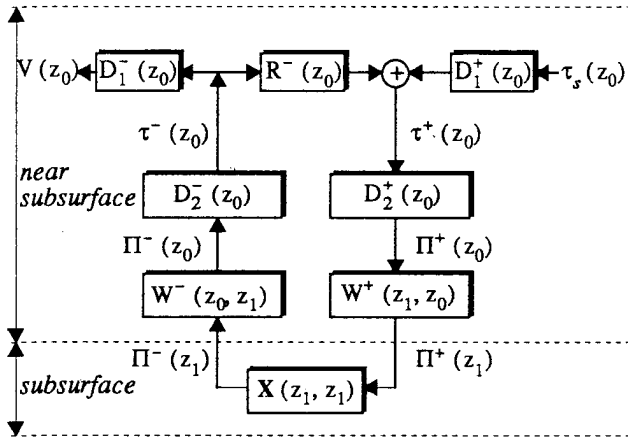 V (z₀) D₁⁻ (z₀) R⁻ (z₀) + D₁⁺ (z₀) τₛ (z₀)
τ⁻ (z₀) τ⁺ (z₀)
near
subsurface
D₂⁻ (z₀) D₂⁺ (z₀)
Π⁻ (z₀) Π⁺ (z₀)
W⁻ (z₀, z₁) W⁺ (z₁, z₀)
Π⁻ (z₁) Π⁺ (z₁)
subsurface
X (z₁, z₁)